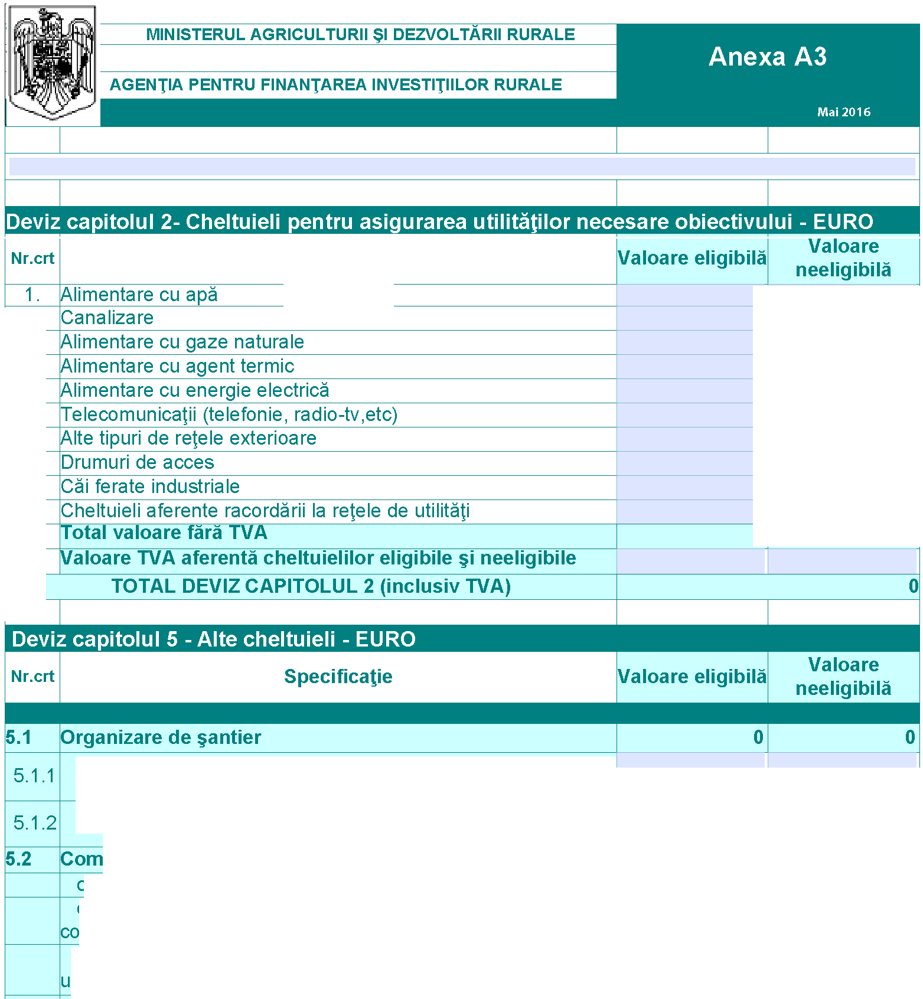 MINISTERUL AGRICULTURII ŞI DEZVOLTĂRII RURALE
Anexa A3
AGENŢIA PENTRU FINANŢAREA INVESTIŢIILOR RURALE
Mai 2016
Deviz capitolul 2- Cheltuieli pentru asigurarea utilităţilor necesare obiectivului - EURO
Nr.crt Valoare eligibilă Valoare neeligibilă
1. Alimentare cu apă
Canalizare
Alimentare cu gaze naturale
Alimentare cu agent termic
Alimentare cu energie electrică
Telecomunicaţii (telefonie, radio-tv,etc)
Alte tipuri de reţele exterioare
Drumuri de acces
Căi ferate industriale
Cheltuieli aferente racordării la reţele de utilităţi
Total valoare fără TVA
Valoare TVA aferentă cheltuielilor eligibile şi neeligibile
TOTAL DEVIZ CAPITOLUL 2 (inclusiv TVA) 0
Deviz capitolul 5 - Alte cheltuieli - EURO
Nr.crt Specificaţie Valoare eligibilă Valoare neeligibilă
5.1 Organizare de şantier 0 0
5.1.1
5.1.2
5.2 Com
co
u